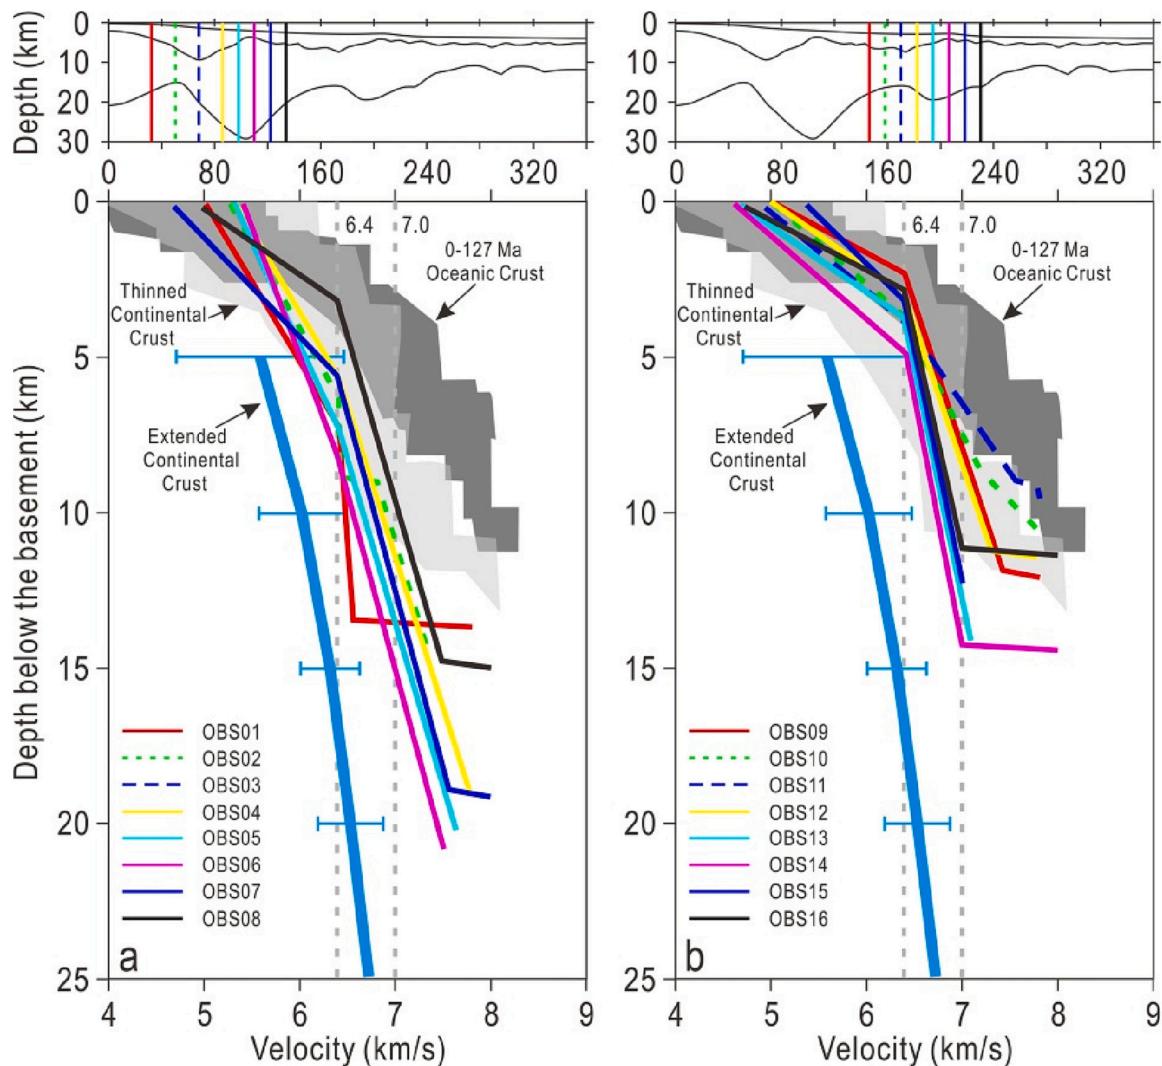 Depth (km)
0
10
20
30
0
80
160
240
320
0
10
20
30
0
80
160
240
320
Depth (km)
Depth below the basement (km)
0
5
10
15
20
25
6.4
7.0
0-127 Ma
Oceanic Crust
Thinned
Continental
Crust
Extended
Continental
Crust
OBS01
OBS02
OBS03
OBS04
OBS05
OBS06
OBS07
OBS08
a
4
5
6
7
8
9
Velocity (km/s)
0
5
10
15
20
25
6.4
7.0
0-127 Ma
Oceanic Crust
Thinned
Continental
Crust
Extended
Continental
Crust
OBS09
OBS10
OBS11
OBS12
OBS13
OBS14
OBS15
OBS16
b
4
5
6
7
8
9
Velocity (km/s)